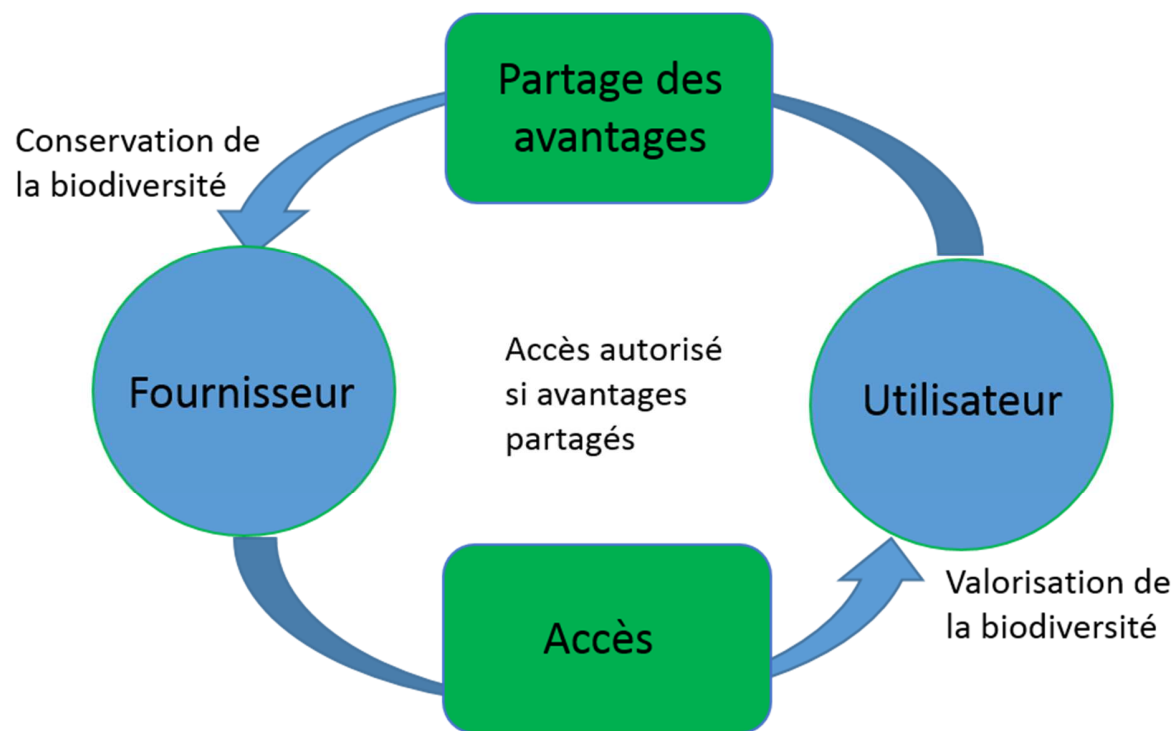 Partage des
avantages
Conservation de
la biodiversité
Fournisseur
Accès autorisé
si avantages
partagés
Utilisateur
Accès
Valorisation de
la biodiversité